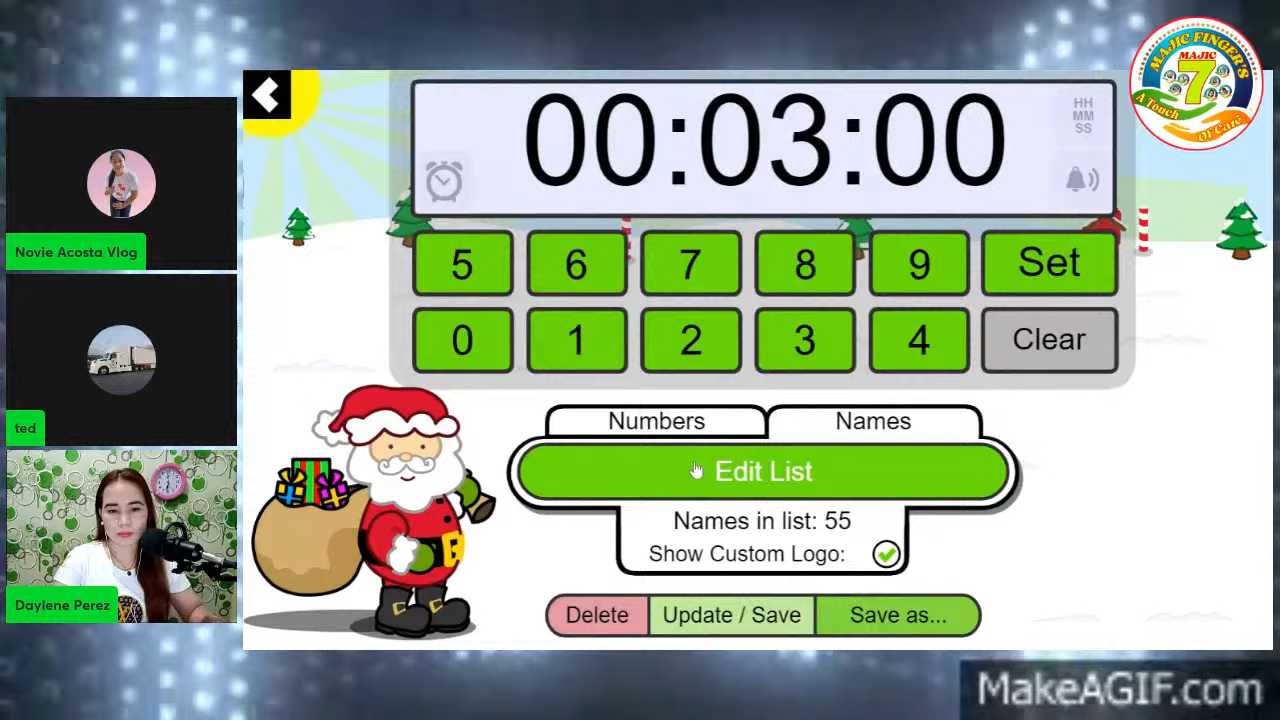 MAJIC FINGER'S
MAJIC
7
A Touch Of Care
00:03:00
HH
MM
SS
5 6 7 8 9 Set
0 1 2 3 4 Clear
Numbers Names
Edit List
Names in list: 55
Show Custom Logo:
Delete Update / Save Save as...
Novie Acosta Vlog
ted
Daylene Perez
MakeAGIF.com